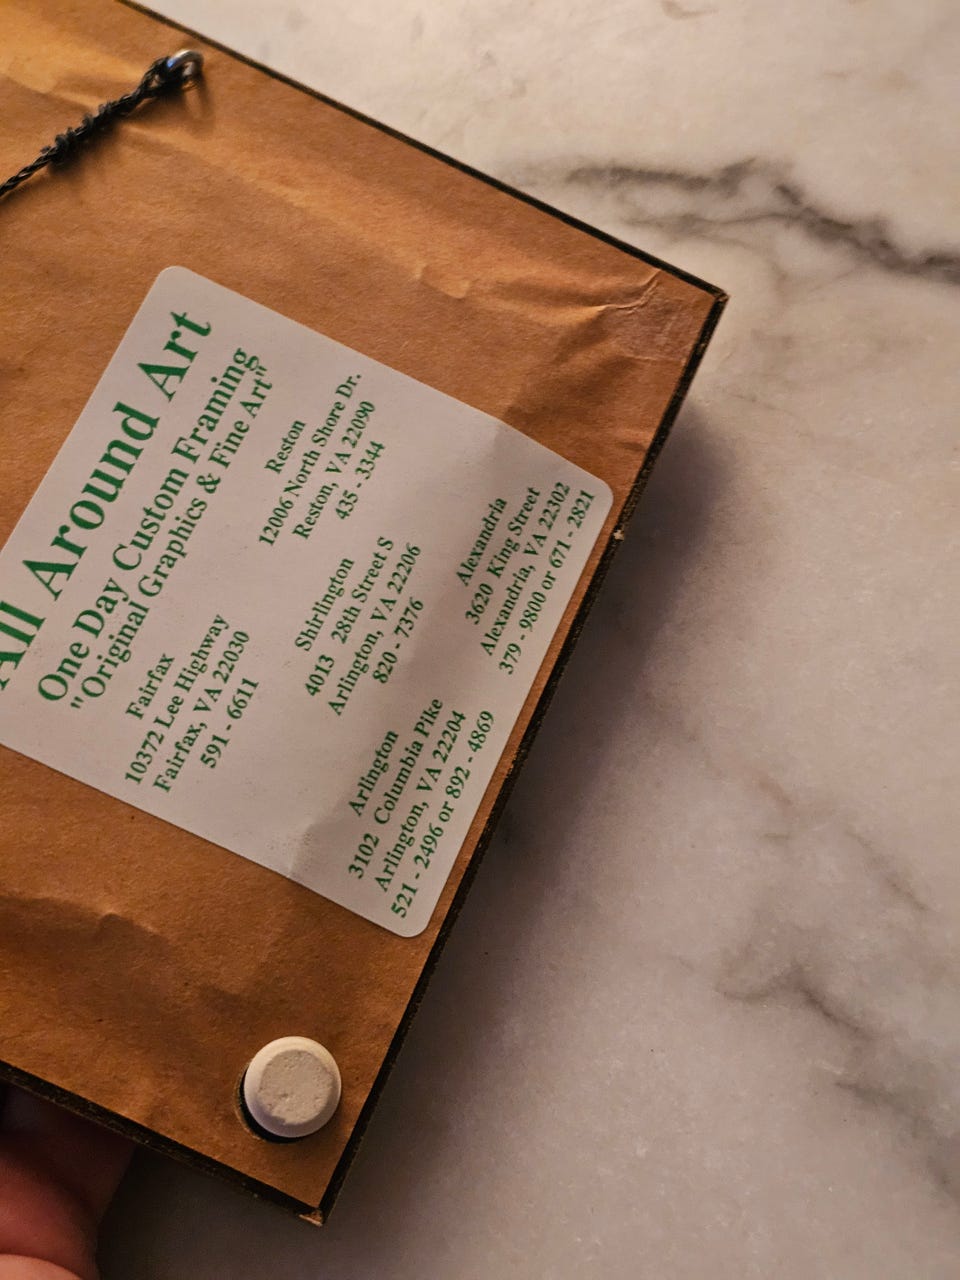 All Around Art
One Day Custom Framing
"Original Graphics & Fine Art"
Fairfax
10372 Lee Highway
Fairfax, VA 22030
591 - 6611
Reston
12006 North Shore Dr.
Reston, VA 22090
435 - 3344
Shirlington
4013 28th Street S
Arlington, VA 22206
820 - 7376
Arlington
3102 Columbia Pike
Arlington, VA 22204
521 - 2496 or 892 - 4869
Alexandria
3620 King Street
Alexandria, VA 22302
379 - 9800 or 671 - 2821